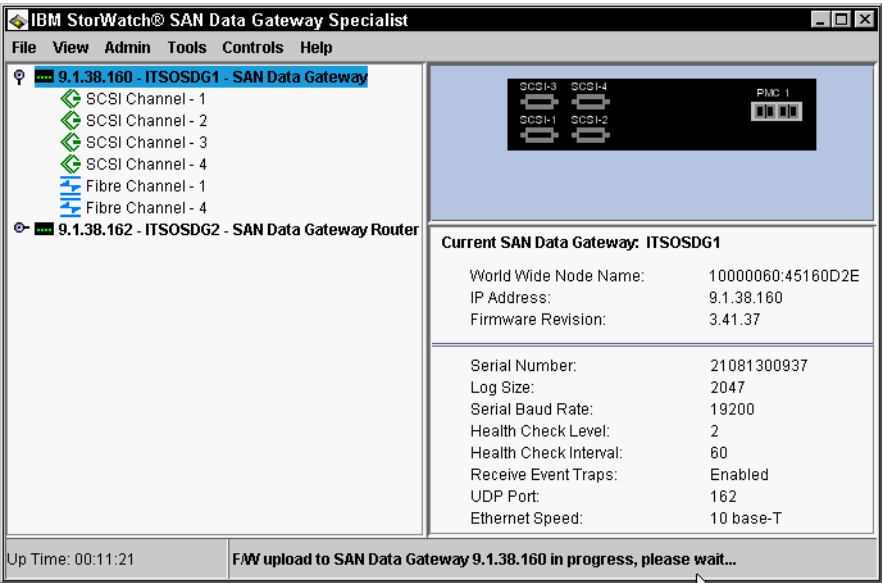 IBM StorWatch® SAN Data Gateway Specialist
File View Admin Tools Controls Help
9.1.38.160 - ITSOSDG1 - SAN Data Gateway
SCSI Channel - 1
SCSI Channel - 2
SCSI Channel - 3
SCSI Channel - 4
Fibre Channel - 1
Fibre Channel - 4
9.1.38.162 - ITSOSDG2 - SAN Data Gateway Router
SCSI-3 SCSI-4
PMC 1
SCSI-1 SCSI-2
Current SAN Data Gateway: ITSOSDG1
World Wide Node Name: 10000060:45160D2E
IP Address: 9.1.38.160
Firmware Revision: 3.41.37
Serial Number: 21081300937
Log Size: 2047
Serial Baud Rate: 19200
Health Check Level: 2
Health Check Interval: 60
Receive Event Traps: Enabled
UDP Port: 162
Ethernet Speed: 10 base-T
Up Time: 00:11:21
F/W upload to SAN Data Gateway 9.1.38.160 in progress, please wait...